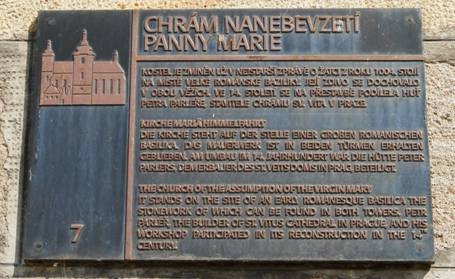 CHRÁM NANEBEVZETÍ
PANNY MARIE
KOSTEL JE ZMÍNĚN UŽ V NEJSTARŠÍ ZPRÁVĚ O ŽATCI Z ROKU 1004. STOJÍ
NA MÍSTĚ VELKÉ ROMÁNSKÉ BAZILIKY, JEJÍ ZDIVO SE DOCHOVALO
V OBOU VĚŽÍCH. VE 14. STOLETÍ SE NA PŘESTAVBĚ PODÍLELA HUŤ
PETRA PARLÉŘE, STAVITELE CHRÁMU SV. VÍTA V PRAZE.
KIRCHE MARIÄ HIMMELFAHRT
DIE KIRCHE STEHT AUF DER STELLE EINER GROßEN ROMANISCHEN
BASILIKA. DAS MAUERWERK IST IN BEIDEN TÜRMEN ERHALTEN
GEBLIEBEN. AM UMBAU IM 14. JAHRHUNDERT WAR DIE HÜTTE PETER
PARLERS, DEM ERBAUER DES ST. VEITS DOMS IN PRAG, BETEILIGT.
THE CHURCH OF THE ASSUMPTION OF THE VIRGIN MARY
IT STANDS ON THE SITE OF AN EARLY ROMANESQUE BASILICA THE
STONEWORK OF WHICH CAN BE FOUND IN BOTH TOWERS. PETR
PARLÉŘ, THE BUILDER OF ST. VITUS CATHEDRAL IN PRAGUE, AND HIS
WORKSHOP PARTICIPATED IN ITS RECONSTRUCTION IN THE 14TH
CENTURY.
7